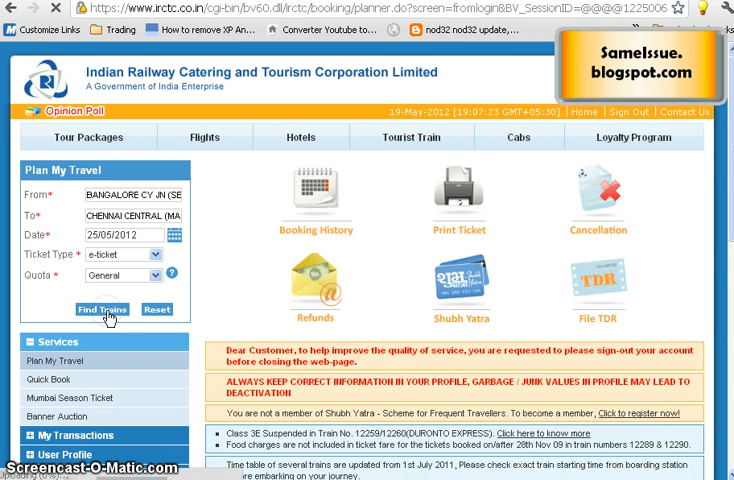 https://www.irctc.co.in/cgi-bin/bv60.dll/irctc/booking/planner.do?screen=fromlogin&BV_SessionID=@@@@1225006
Customize Links Trading How to remove XP An... Converter Youtube to... nod32 nod32 update,...
SameIssue.
blogspot.com
Indian Railway Catering and Tourism Corporation Limited
A Government of India Enterprise
Opinion Poll 19-May-2012 [19:07:23 GMT+05:30] | Home | Sign Out | Contact Us
Tour Packages Flights Hotels Tourist Train Cabs Loyalty Program
Plan My Travel
From* BANGALORE CY JN (SE
To* CHENNAI CENTRAL (MA
Date* 25/05/2012
Ticket Type * e-ticket
Quota * General ?
Find Trains Reset
Booking History Print Ticket Cancellation
Rs. @ शुभ यात्रा TDR
Refunds Shubh Yatra File TDR
Services
Plan My Travel
Quick Book
Mumbai Season Ticket
Banner Auction
My Transactions
User Profile
Dear Customer, to help improve the quality of service, you are requested to please sign-out your account
before closing the web-page.
ALWAYS KEEP CORRECT INFORMATION IN YOUR PROFILE, GARBAGE / JUNK VALUES IN PROFILE MAY LEAD TO
DEACTIVATION
You are not a member of Shubh Yatra - Scheme for Frequent Travellers. To become a member, Click to register now!
Class 3E Suspended in Train No. 12259/12260(DURONTO EXPRESS). Click here to know more
Food charges are not included in ticket fare for the tickets booked on/after 28th Nov 09 in train numbers 12289 & 12290.
Time table of several trains are updated from 1st July 2011, Please check exact train starting time from boarding station
before embarking on your journey.
Screencast-O-Matic.com